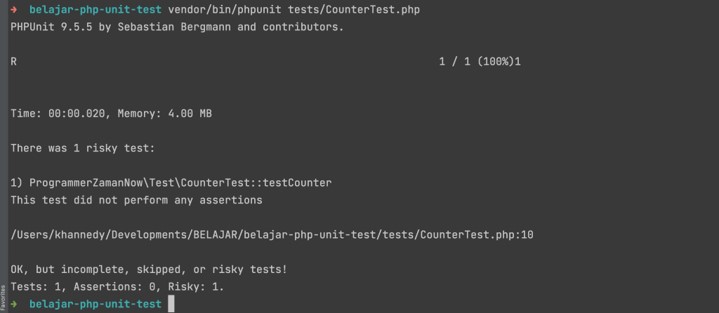 ➜ belajar-php-unit-test vendor/bin/phpunit tests/CounterTest.php
PHPUnit 9.5.5 by Sebastian Bergmann and contributors.
R 1 / 1 (100%)1
Time: 00:00.020, Memory: 4.00 MB
There was 1 risky test:
1) ProgrammerZamanNow\Test\CounterTest::testCounter
This test did not perform any assertions
/Users/khannedy/Developments/BELAJAR/belajar-php-unit-test/tests/CounterTest.php:10
OK, but incomplete, skipped, or risky tests!
Tests: 1, Assertions: 0, Risky: 1.
➜ belajar-php-unit-test
Favorites